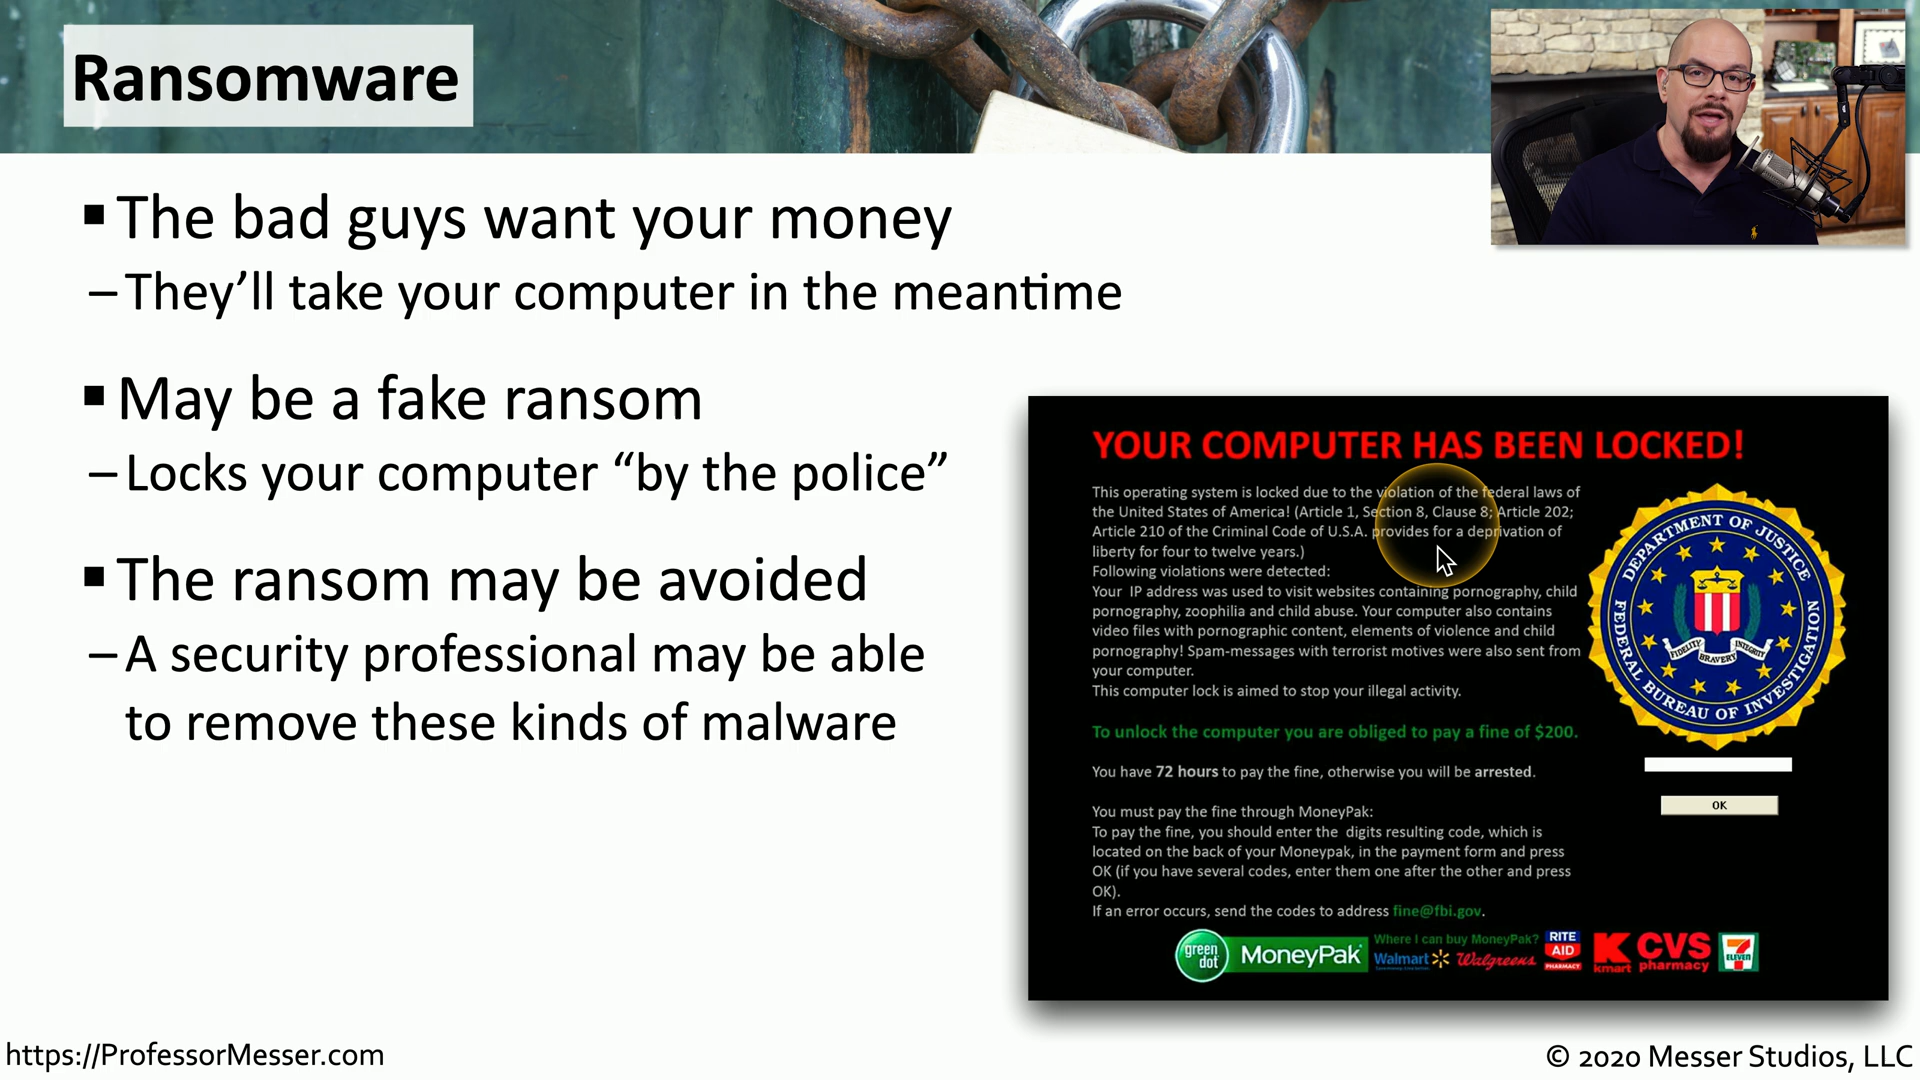 Ransomware
▪ The bad guys want your money
– They’ll take your computer in the meantime
▪ May be a fake ransom
– Locks your computer “by the police”
▪ The ransom may be avoided
– A security professional may be able
to remove these kinds of malware
YOUR COMPUTER HAS BEEN LOCKED!
This operating system is locked due to the violation of the federal laws of
the United States of America! (Article 1, Section 8, Clause 8; Article 202;
Article 210 of the Criminal Code of U.S.A. provides for a deprivation of
liberty for four to twelve years.)
Following violations were detected:
Your IP address was used to visit websites containing pornography, child
pornography, zoophilia and child abuse. Your computer also contains
video files with pornographic content, elements of violence and child
pornography! Spam-messages with terrorist motives were also sent from
your computer.
This computer lock is aimed to stop your illegal activity.
To unlock the computer you are obliged to pay a fine of $200.
You have 72 hours to pay the fine, otherwise you will be arrested.
You must pay the fine through MoneyPak:
To pay the fine, you should enter the digits resulting code, which is
located on the back of your Moneypak, in the payment form and press
OK (if you have several codes, enter them one after the other and press
OK).
If an error occurs, send the codes to address fine@fbi.gov.
DEPARTMENT OF JUSTICE
FEDERAL BUREAU OF INVESTIGATION
FIDELITY BRAVERY INTEGRITY
OK
green dot MoneyPak
Where I can buy MoneyPak?
Walmart Walgreens
RITE AID PHARMACY
K kmart
CVS pharmacy
7 ELEVEN
https://ProfessorMesser.com
© 2020 Messer Studios, LLC